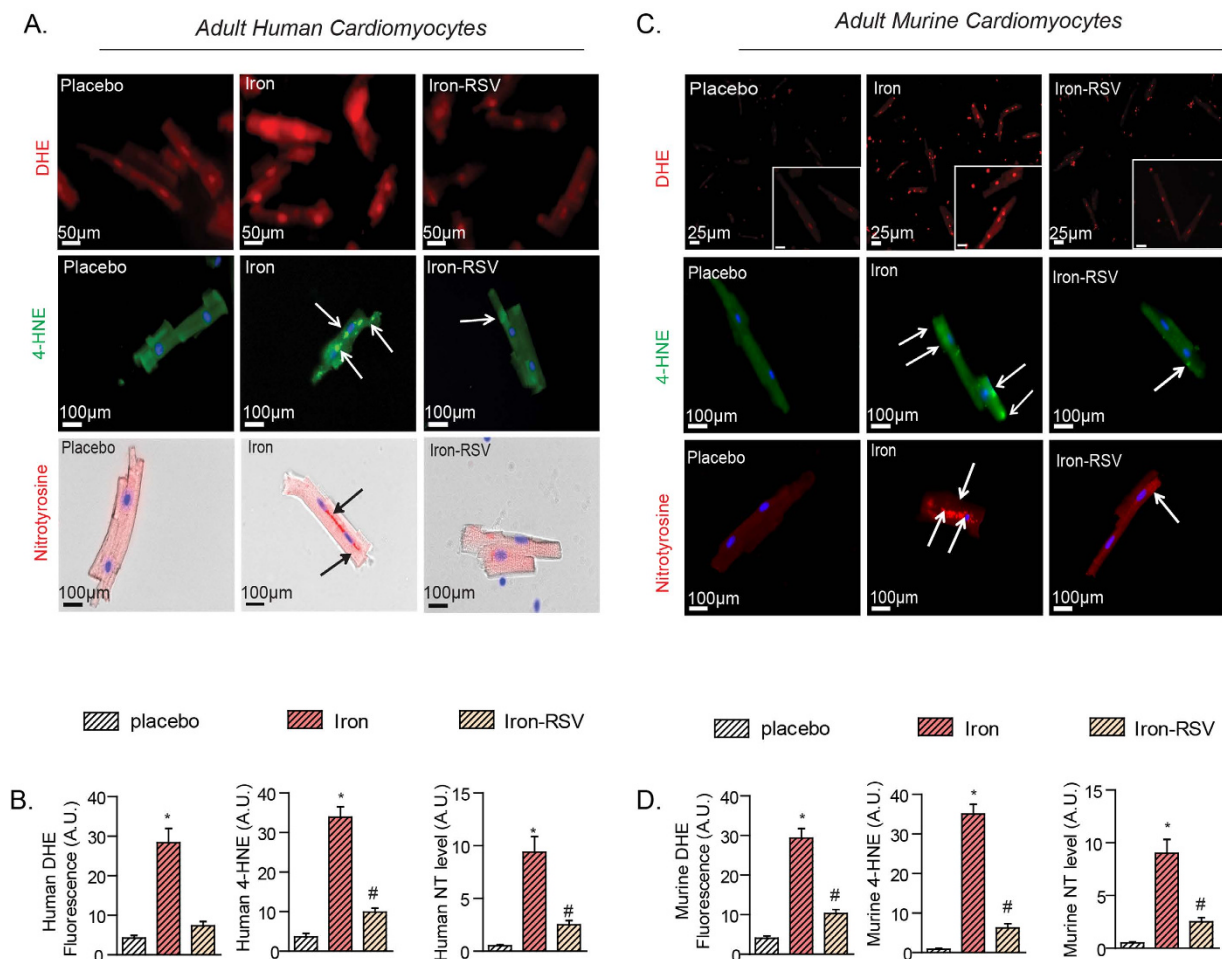 A.
Adult Human Cardiomyocytes
DHE
Placebo
50µm
Iron
50µm
Iron-RSV
50µm
4-HNE
Placebo
100µm
Iron
100µm
Iron-RSV
100µm
Nitrotyrosine
Placebo
100µm
Iron
100µm
Iron-RSV
100µm
C.
Adult Murine Cardiomyocytes
DHE
Placebo
25µm
Iron
25µm
Iron-RSV
25µm
4-HNE
Placebo
100µm
Iron
100µm
Iron-RSV
100µm
Nitrotyrosine
Placebo
100µm
Iron
100µm
Iron-RSV
100µm
placebo
Iron
Iron-RSV
B.
Human DHE
Fluorescence (A.U.)
40
30
20
10
0
*
Human 4-HNE (A.U.)
40
30
20
10
0
*
#
Human NT level (A.U.)
15
10
5
0
*
#
placebo
Iron
Iron-RSV
D.
Murine DHE
Fluorescence (A.U.)
40
30
20
10
0
*
#
Murine 4-HNE (A.U.)
40
30
20
10
0
*
#
Murine NT level (A.U.)
15
10
5
0
*
#